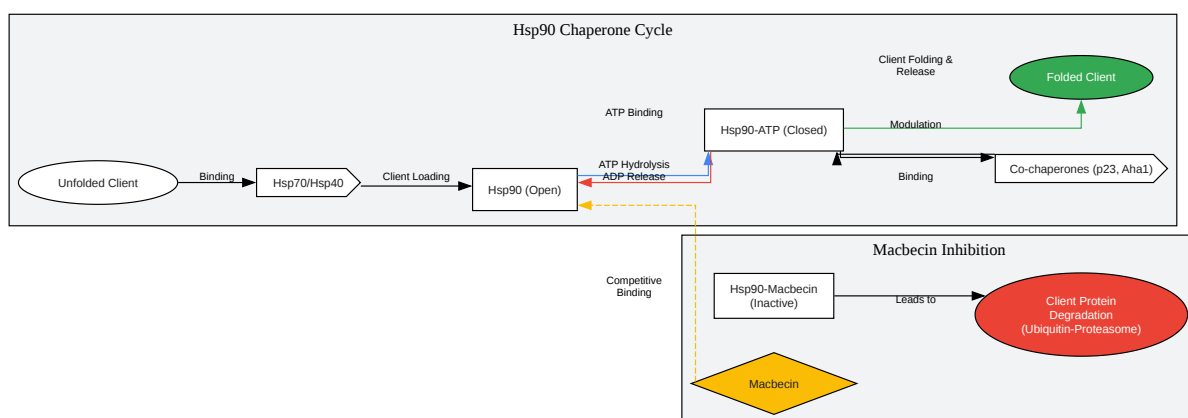 Hsp90 Chaperone Cycle
Client Folding &
Release
Folded Client
ATP Binding
Hsp90-ATP (Closed)
Modulation
Unfolded Client
Binding
Hsp70/Hsp40
Client Loading
Hsp90 (Open)
ATP Hydrolysis
ADP Release
Binding
Co-chaperones (p23, Aha1)
Macbecin Inhibition
Competitive
Binding
Hsp90-Macbecin
(Inactive)
Leads to
Client Protein
Degradation
(Ubiquitin-Proteasome)
Macbecin